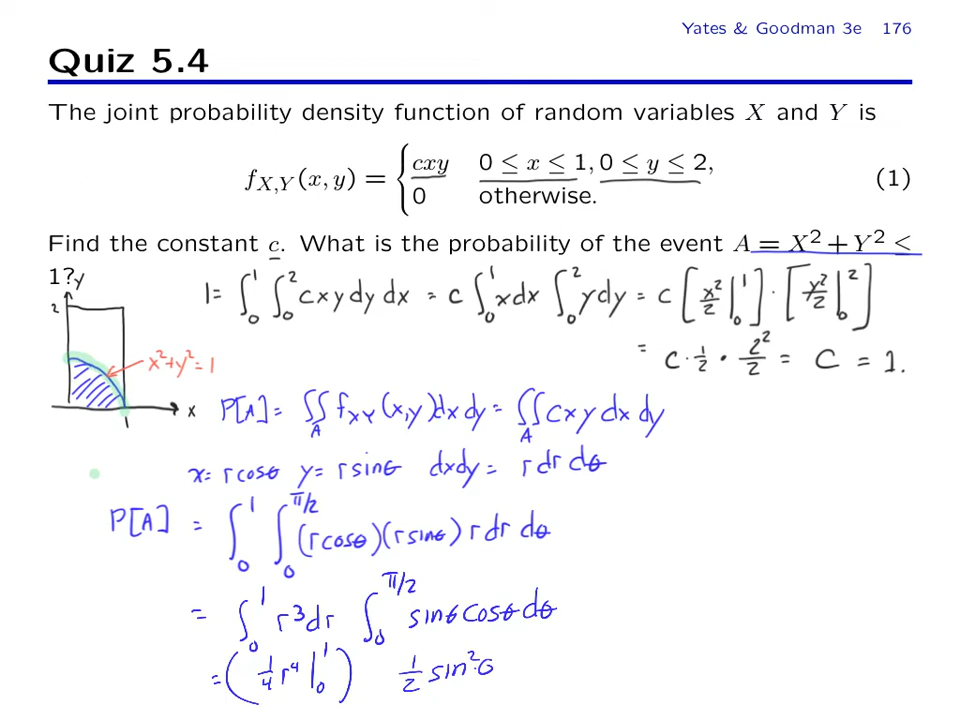 Yates & Goodman 3e 176
Quiz 5.4
The joint probability density function of random variables X and Y is
f_{X,Y}(x, y) = { cxy 0 ≤ x ≤ 1, 0 ≤ y ≤ 2,
0 otherwise. (1)
Find the constant c. What is the probability of the event A = X² + Y² ≤
1?
1 = ∫₀¹ ∫₀² cxy dy dx = c ∫₀¹ x dx ∫₀² y dy = c [x²/2 |₀¹] · [y²/2 |₀²]
= c · 1/2 · 2²/2 = c = 1.
y
2
x² + y² = 1
1
x
P[A] = ∬_A f_{XY}(x,y) dx dy = ∬_A cxy dx dy
x = r cosθ y = r sinθ dxdy = r dr dθ
P[A] = ∫₀¹ ∫₀^{π/2} (r cosθ)(r sinθ) r dr dθ
= ∫₀¹ r³ dr ∫₀^{π/2} sinθ cosθ dθ
= (1/4 r⁴ |₀¹) 1/2 sin² θ